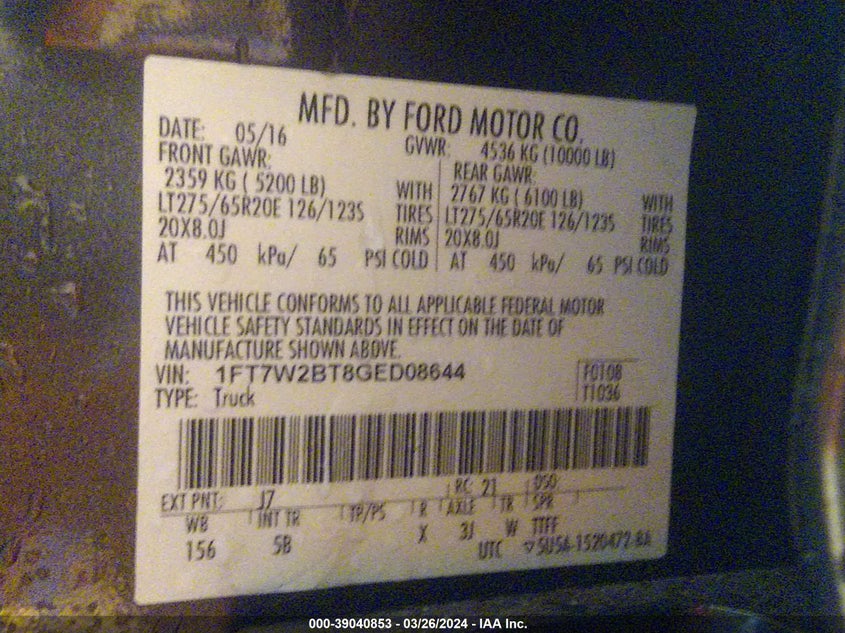 MFD. BY FORD MOTOR CO.
DATE: 05/16 GVWR: 4536 KG (10000 LB)
FRONT GAWR: REAR GAWR:
2359 KG ( 5200 LB) WITH 2767 KG ( 6100 LB) WITH
LT275/65R20E 126/123S TIRES LT275/65R20E 126/123S TIRES
20X8.0J RIMS 20X8.0J RIMS
AT 450 kPa/ 65 PSI COLD AT 450 kPa/ 65 PSI COLD
THIS VEHICLE CONFORMS TO ALL APPLICABLE FEDERAL MOTOR
VEHICLE SAFETY STANDARDS IN EFFECT ON THE DATE OF
MANUFACTURE SHOWN ABOVE.
VIN: 1FT7W2BT8GED08644 F0108
TYPE: Truck T1036
EXT PNT: J7 RC: 21 DSO:
WB INT TR TP/PS R AXLE TR SPR
156 5B X 3J W TTFF
UTC ▽5U5A-1520472-BA
000-39040853 - 03/26/2024 - IAA Inc.